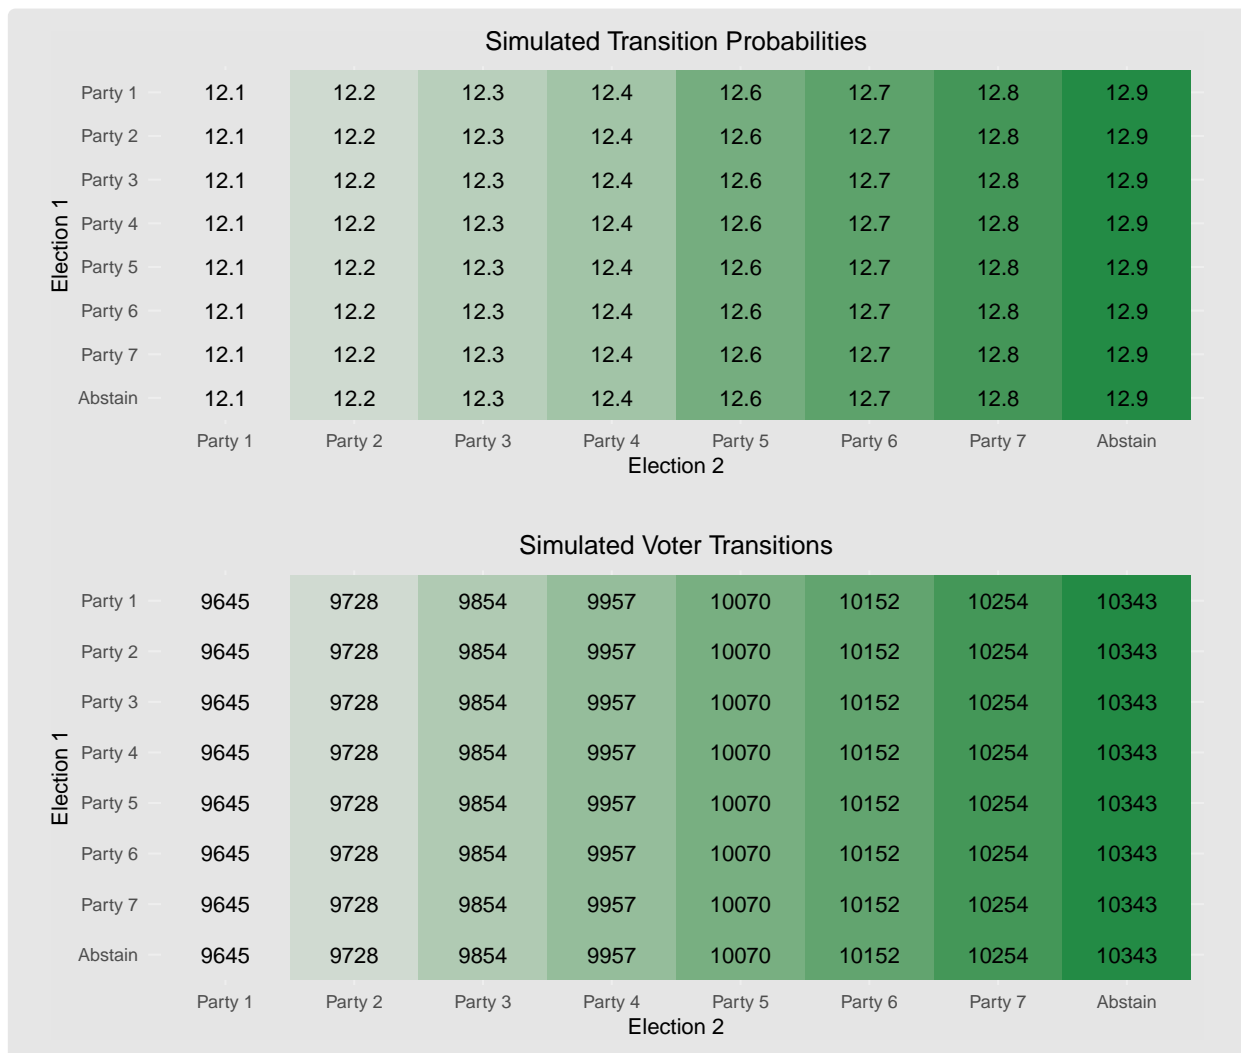 Simulated Transition Probabilities
Election 1
Party 1 12.1 12.2 12.3 12.4 12.6 12.7 12.8 12.9
Party 2 12.1 12.2 12.3 12.4 12.6 12.7 12.8 12.9
Party 3 12.1 12.2 12.3 12.4 12.6 12.7 12.8 12.9
Party 4 12.1 12.2 12.3 12.4 12.6 12.7 12.8 12.9
Party 5 12.1 12.2 12.3 12.4 12.6 12.7 12.8 12.9
Party 6 12.1 12.2 12.3 12.4 12.6 12.7 12.8 12.9
Party 7 12.1 12.2 12.3 12.4 12.6 12.7 12.8 12.9
Abstain 12.1 12.2 12.3 12.4 12.6 12.7 12.8 12.9
Party 1 Party 2 Party 3 Party 4 Party 5 Party 6 Party 7 Abstain
Election 2
Simulated Voter Transitions
Election 1
Party 1 9645 9728 9854 9957 10070 10152 10254 10343
Party 2 9645 9728 9854 9957 10070 10152 10254 10343
Party 3 9645 9728 9854 9957 10070 10152 10254 10343
Party 4 9645 9728 9854 9957 10070 10152 10254 10343
Party 5 9645 9728 9854 9957 10070 10152 10254 10343
Party 6 9645 9728 9854 9957 10070 10152 10254 10343
Party 7 9645 9728 9854 9957 10070 10152 10254 10343
Abstain 9645 9728 9854 9957 10070 10152 10254 10343
Party 1 Party 2 Party 3 Party 4 Party 5 Party 6 Party 7 Abstain
Election 2